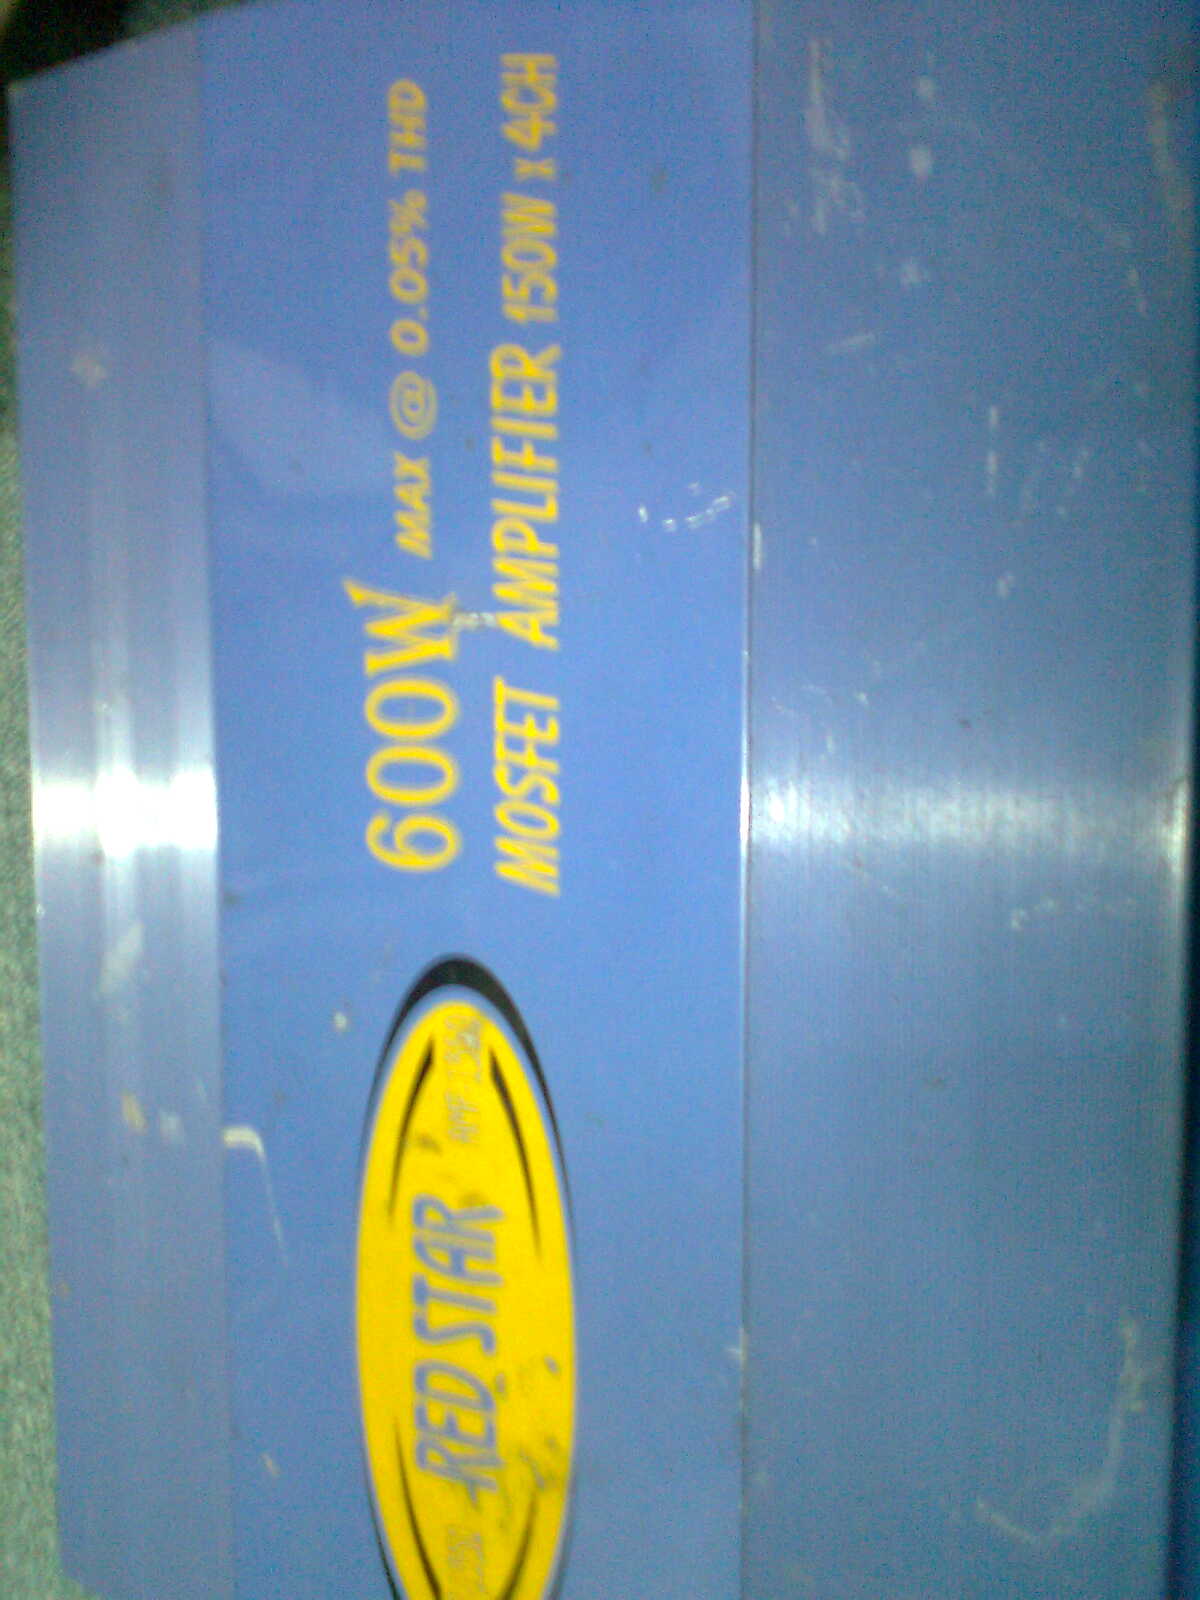 600W MAX @ 0.05% THD
MOSFET AMPLIFIER 150W x 4CH
RED STAR